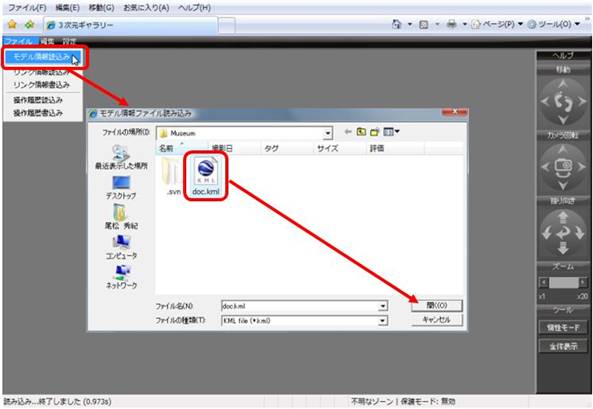 ファイル(F) 編集(E) 移動(G) お気に入り(A) ヘルプ(H)
3次元ギャラリー
ページ(P) ツール(O)
ファイル 編集 設定
モデル情報読込み
リンク情報読込み
リンク情報書込み
操作履歴読込み
操作履歴書込み
モデル情報ファイル読み込み
ファイルの場所(I):
Museum
名前 撮影日 タグ サイズ 評価
最近表示した場所
デスクトップ
尾松 秀紀
コンピュータ
ネットワーク
KML
.svn
doc.kml
ファイル名(N):
doc.kml
開く(O)
ファイルの種類(T):
KML file (*.kml)
キャンセル
ヘルプ
移動
カメラ回転
振り向き
ズーム
x1 x20
ツール
慣性モード
全体表示
読み込み...終了しました (0.973s)
不明なゾーン | 保護モード: 無効